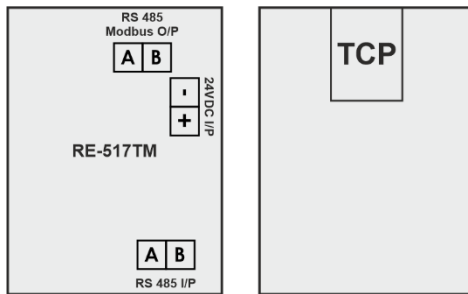 RS 485
Modbus O/P
A B
-
+
24VDC I/P
RE-517TM
A B
RS 485 I/P
TCP